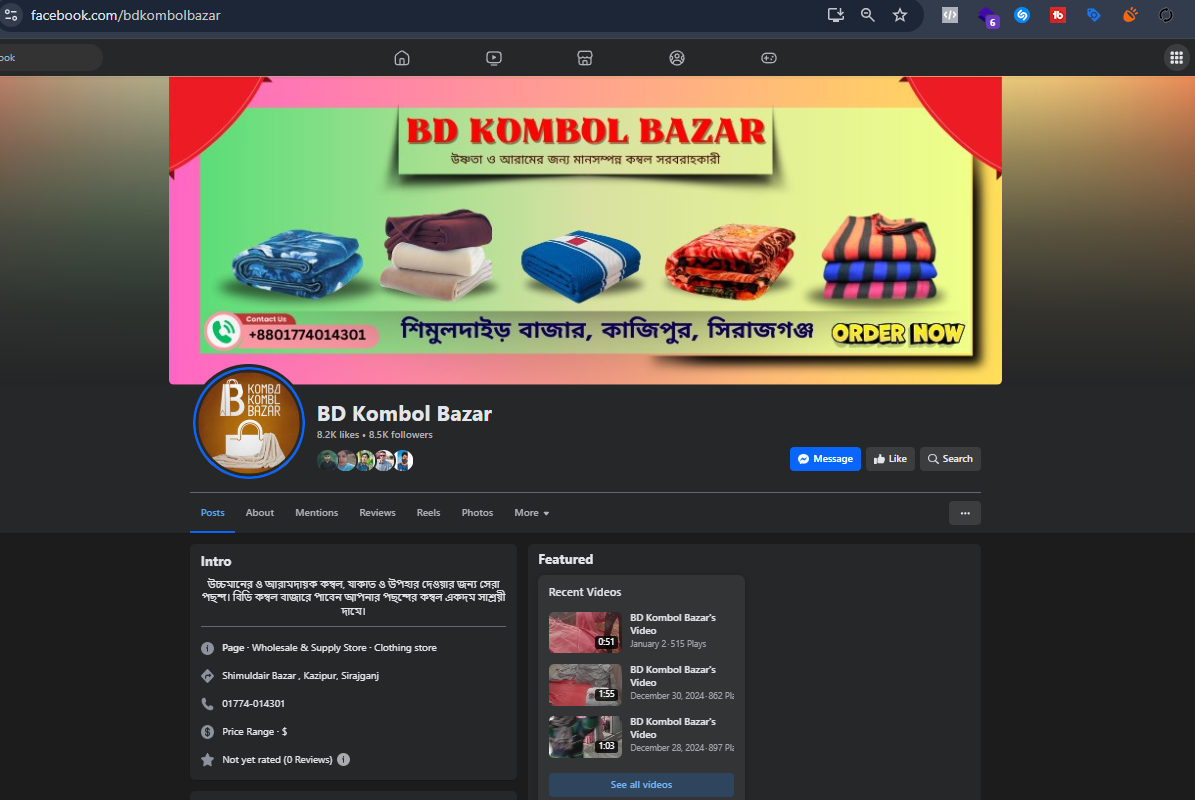 facebook.com/bdkombolbazar
6
ook
BD KOMBOL BAZAR
উষ্ণতা ও আরামের জন্য মানসম্পন্ন কম্বল সরবরাহকারী
Contact Us
+8801774014301
শিমুলদাইড় বাজার, কাজিপুর, সিরাজগঞ্জ
ORDER NOW
B KOMBA
KOMBL
BAZAR
BD Kombol Bazar
8.2K likes • 8.5K followers
Message
Like
Search
Posts
About
Mentions
Reviews
Reels
Photos
More
Intro
উচ্চমানের ও আরামদায়ক কম্বল, যাকাত ও উপহার দেওয়ার জন্য সেরা
পছন্দ। বিডি কম্বল বাজারে পাবেন আপনার পছন্দের কম্বল একদম সাশ্রয়ী
দামে।
Page · Wholesale & Supply Store · Clothing store
Shimuldair Bazar , Kazipur, Sirajganj
01774-014301
Price Range · $
Not yet rated (0 Reviews)
Featured
Recent Videos
0:51
BD Kombol Bazar's
Video
January 2 · 515 Plays
1:55
BD Kombol Bazar's
Video
December 30, 2024 · 862 Pla
1:03
BD Kombol Bazar's
Video
December 28, 2024 · 897 Pla
See all videos